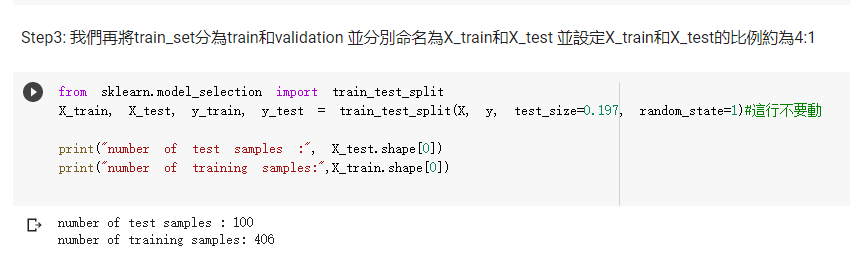 Step3: 我們再將train_set分為train和validation 並分別命名為X_train和X_test 並設定X_train和X_test的比例約為4:1
from sklearn.model_selection import train_test_split
X_train, X_test, y_train, y_test = train_test_split(X, y, test_size=0.197, random_state=1)#這行不要動
print("number of test samples :", X_test.shape[0])
print("number of training samples:",X_train.shape[0])
number of test samples : 100
number of training samples: 406